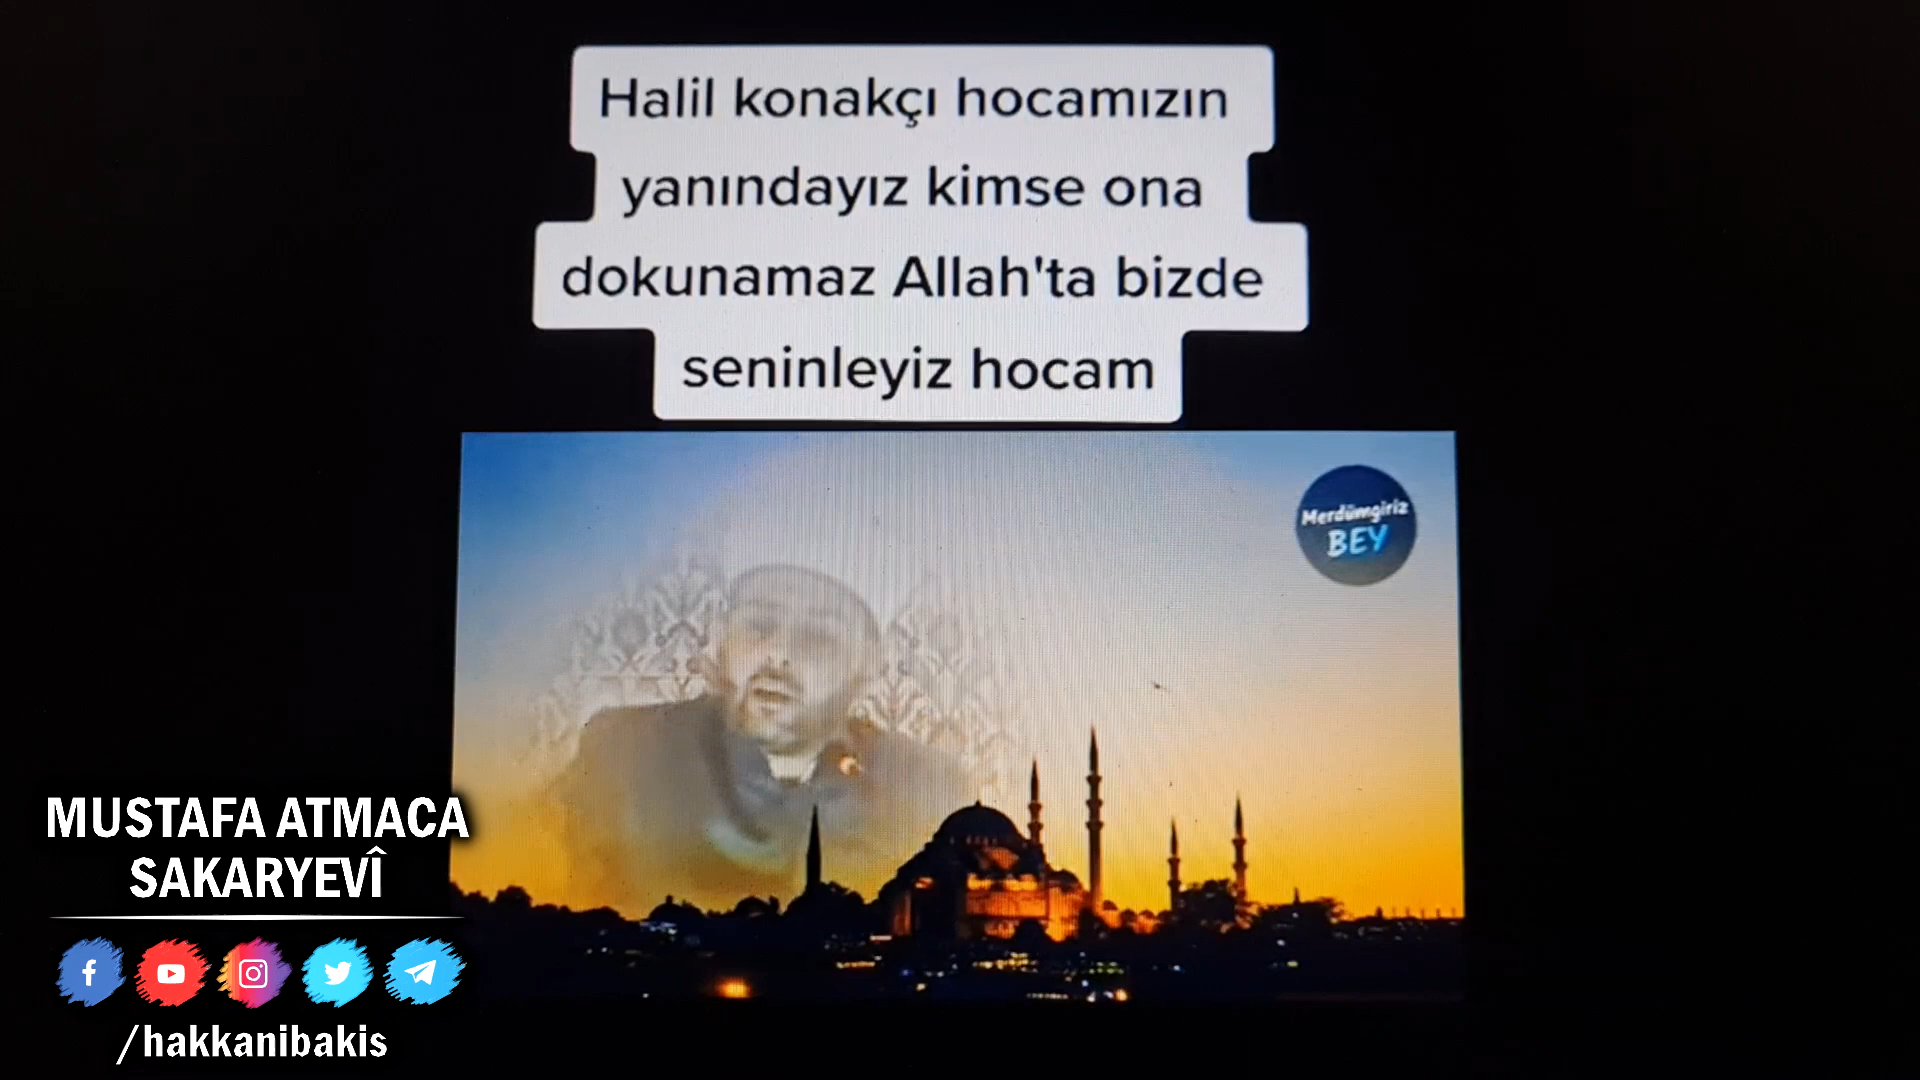 Halil konakçı hocamızın
yanındayız kimse ona
dokunamaz Allah'ta bizde
seninleyiz hocam
Merdümgiriz
BEY
MUSTAFA ATMACA
SAKARYEVÎ
/hakkanibakis